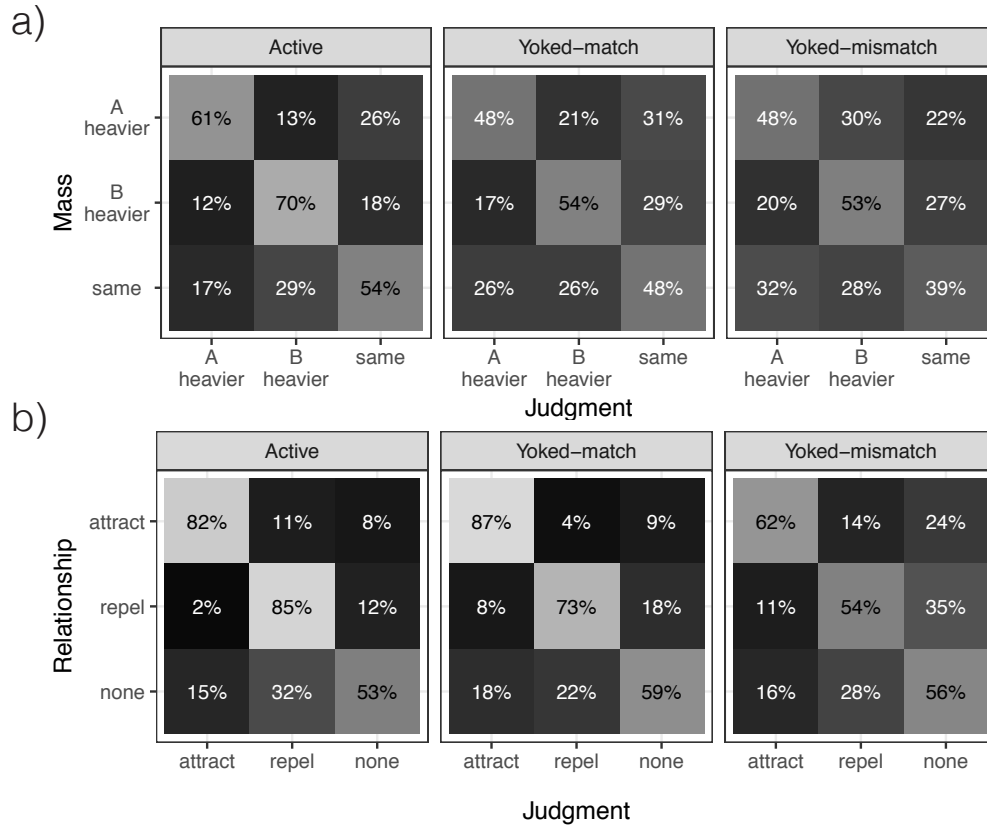 a)
Active Yoked−match Yoked−mismatch
Mass
A
heavier
61% 13% 26% 48% 21% 31% 48% 30% 22%
B
heavier
12% 70% 18% 17% 54% 29% 20% 53% 27%
same
17% 29% 54% 26% 26% 48% 32% 28% 39%
A B same A B same A B same
heavier heavier heavier heavier heavier heavier
Judgment
b)
Active Yoked−match Yoked−mismatch
Relationship
attract 82% 11% 8% 87% 4% 9% 62% 14% 24%
repel 2% 85% 12% 8% 73% 18% 11% 54% 35%
none 15% 32% 53% 18% 22% 59% 16% 28% 56%
attract repel none attract repel none attract repel none
Judgment